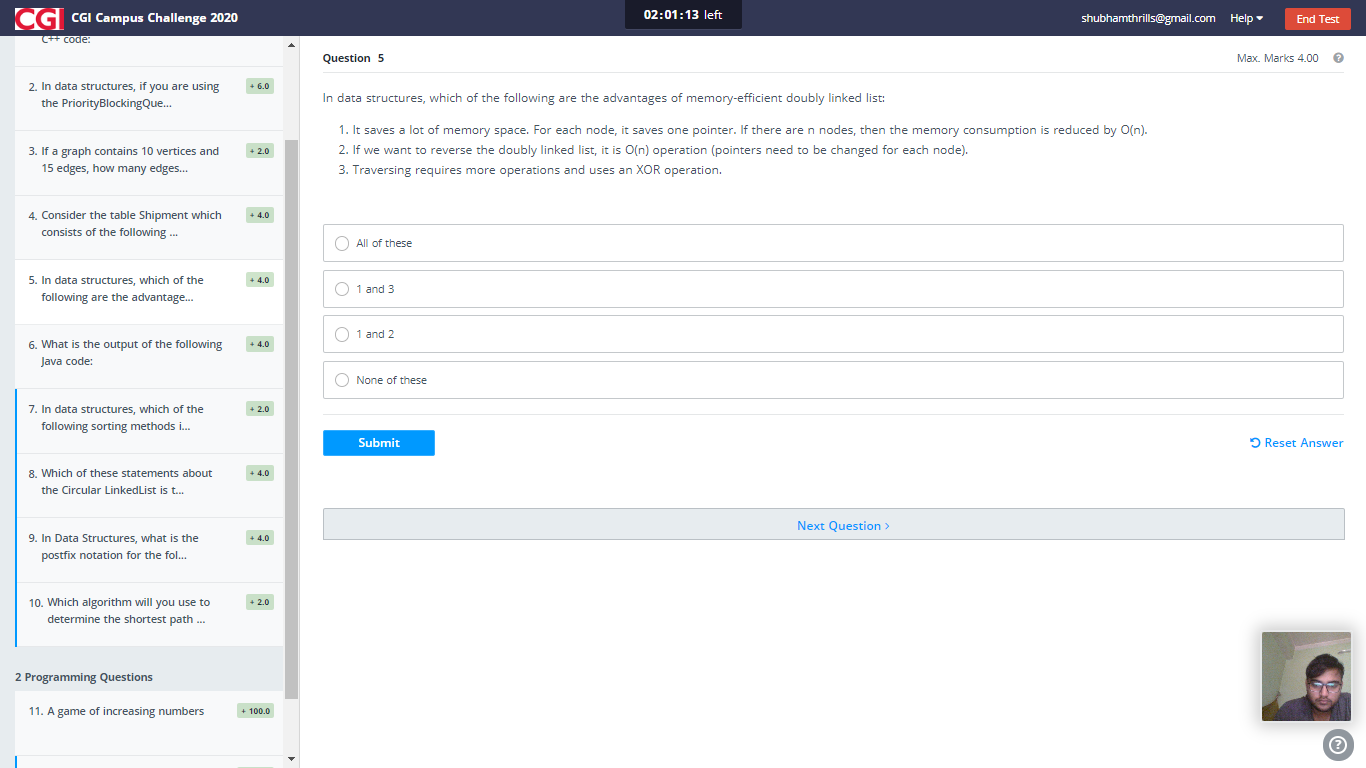 CGI CGI Campus Challenge 2020
02:01:13 left
shubhamthrills@gmail.com Help End Test
C++ code:
2. In data structures, if you are using + 6.0
the PriorityBlockingQue...
3. If a graph contains 10 vertices and + 2.0
15 edges, how many edges...
4. Consider the table Shipment which + 4.0
consists of the following ...
5. In data structures, which of the + 4.0
following are the advantage...
6. What is the output of the following + 4.0
Java code:
7. In data structures, which of the + 2.0
following sorting methods i...
8. Which of these statements about + 4.0
the Circular LinkedList is t...
9. In Data Structures, what is the + 4.0
postfix notation for the fol...
10. Which algorithm will you use to + 2.0
determine the shortest path ...
2 Programming Questions
11. A game of increasing numbers + 100.0
Question 5
Max. Marks 4.00 ?
In data structures, which of the following are the advantages of memory-efficient doubly linked list:
1. It saves a lot of memory space. For each node, it saves one pointer. If there are n nodes, then the memory consumption is reduced by O(n).
2. If we want to reverse the doubly linked list, it is O(n) operation (pointers need to be changed for each node).
3. Traversing requires more operations and uses an XOR operation.
All of these
1 and 3
1 and 2
None of these
Submit
Reset Answer
Next Question >
?